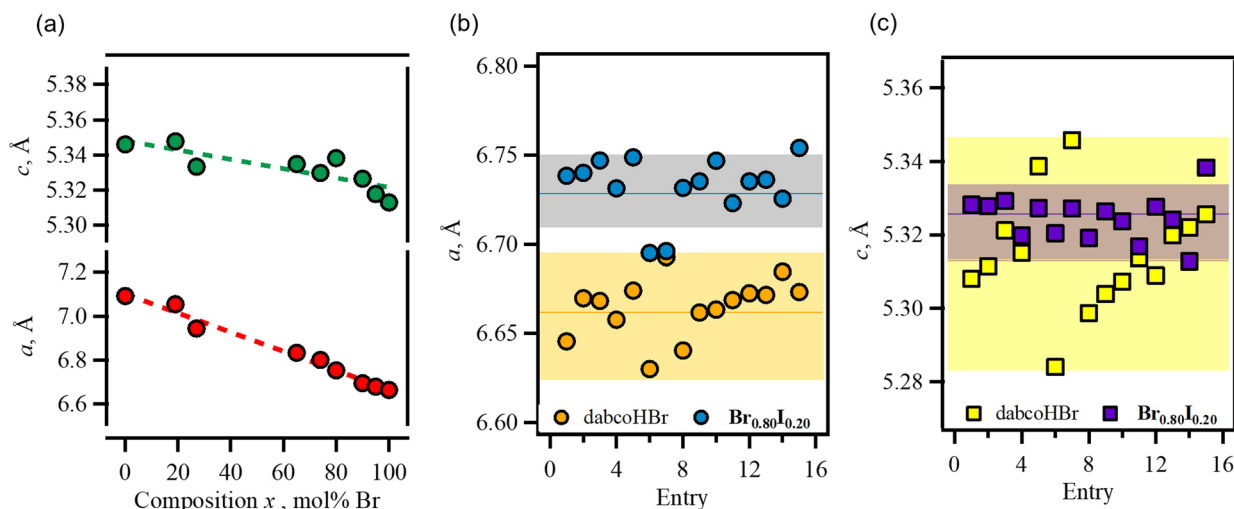 (a)
5.38
5.36
5.34
5.32
5.30
c, Å
7.2
7.0
6.8
6.6
a, Å
0 20 40 60 80 100
Composition x , mol% Br
(b)
6.80
6.75
6.70
6.65
6.60
a, Å
dabcoHBr Br0.80I0.20
0 4 8 12 16
Entry
(c)
5.36
5.34
5.32
5.30
5.28
c, Å
dabcoHBr Br0.80I0.20
0 4 8 12 16
Entry